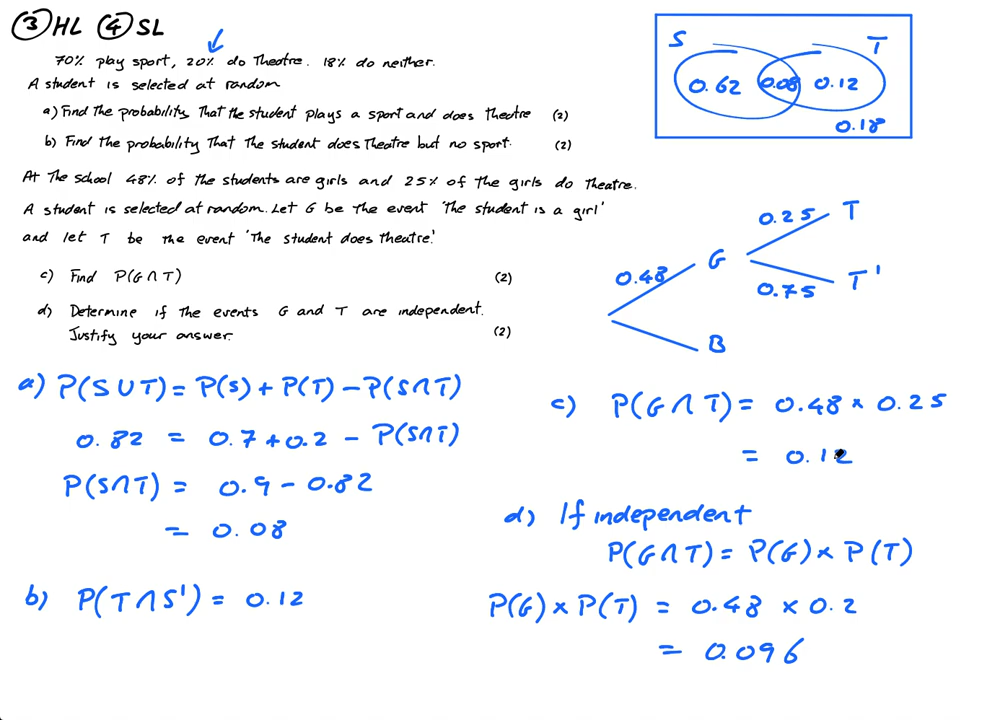 ③HL ④SL
70% play sport, 20% do Theatre. 18% do neither.
A student is selected at random
a) Find the probability that the student plays a sport and does theatre (2)
b) Find the probability that the student does Theatre but no sport. (2)
At the school 48% of the students are girls and 25% of the girls do Theatre.
A student is selected at random. Let G be the event 'The student is a girl'
and let T be the event 'The student does theatre.'
c) Find P(G∩T) (2)
d) Determine if the events G and T are independent.
Justify your answer. (2)
S T
0.62 0.08 0.12
0.18
0.25 T
0.48 G
0.75 T'
B
a) P(S∪T) = P(S) + P(T) - P(S∩T)
0.82 = 0.7 + 0.2 - P(S∩T)
P(S∩T) = 0.9 - 0.82
= 0.08
b) P(T∩S') = 0.12
c) P(G∩T) = 0.48 × 0.25
= 0.12
d) If independent
P(G∩T) = P(G) × P(T)
P(G) × P(T) = 0.48 × 0.2
= 0.096